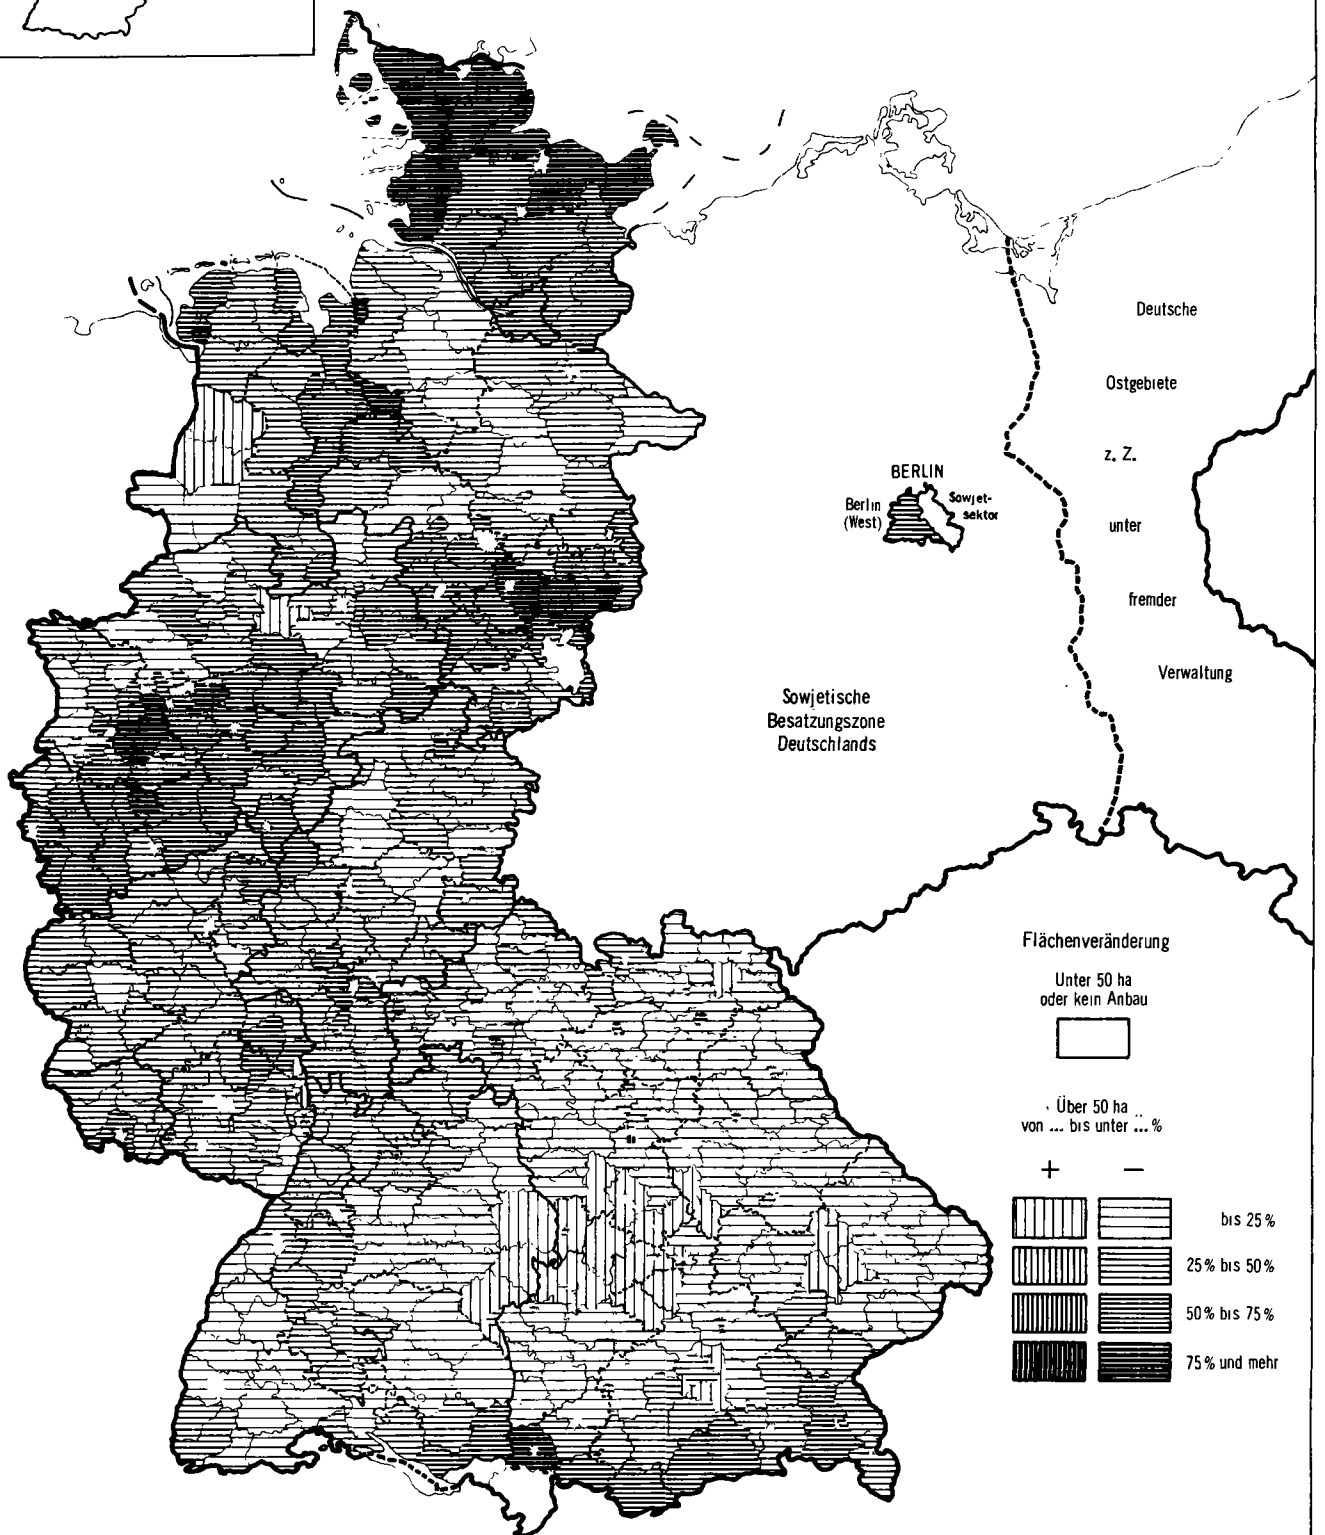 Deutsche
Ostgebiete
z. Z.
unter
fremder
Verwaltung
BERLIN
Berlin
(West)
Sowjet-
sektor
Sowjetische
Besatzungszone
Deutschlands
Flächenveränderung
Unter 50 ha
oder kein Anbau
Über 50 ha
von ... bis unter ... %
+ −
bis 25 %
25 % bis 50 %
50 % bis 75 %
75 % und mehr